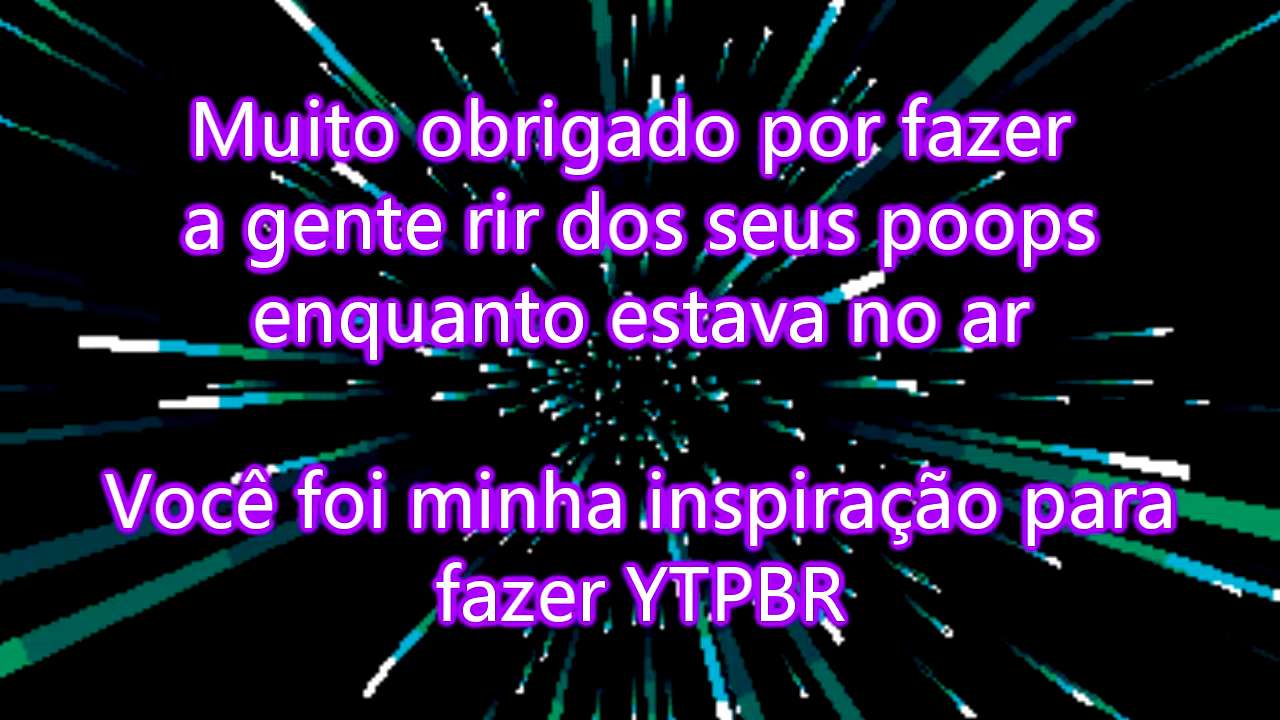 Muito obrigado por fazer
a gente rir dos seus poops
enquanto estava no ar
Você foi minha inspiração para
fazer YTPBR